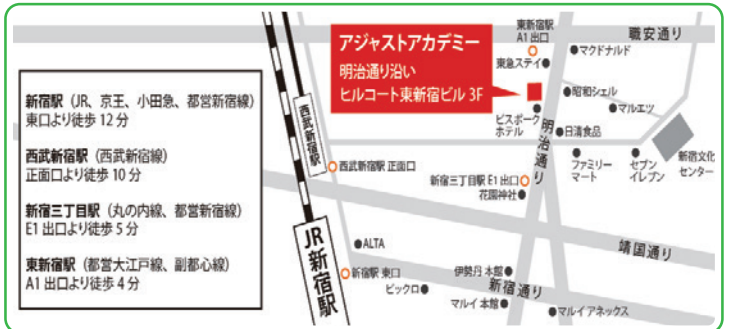 新宿駅（JR、京王、小田急、都営新宿線）
東口より徒歩 12 分
西武新宿駅（西武新宿線）
正面口より徒歩 10 分
新宿三丁目駅（丸の内線、都営新宿線）
E1 出口より徒歩 5 分
東新宿駅（都営大江戸線、副都心線）
A1 出口より徒歩 4 分
アジャストアカデミー
明治通り沿い
ヒルコート東新宿ビル 3F
東新宿駅
A1 出口
東急ステイ
職安通り
マクドナルド
昭和シェル
マルエツ
ビスポーク
ホテル
日清食品
明治通り
ファミリー
マート
セブン
イレブン
新宿文化
センター
西武新宿駅
西武新宿駅 正面口
新宿三丁目駅 E1 出口
花園神社
靖国通り
JR新宿駅
ALTA
新宿駅 東口
ビックロ
伊勢丹 本館
新宿通り
マルイ 本館
マルイ アネックス